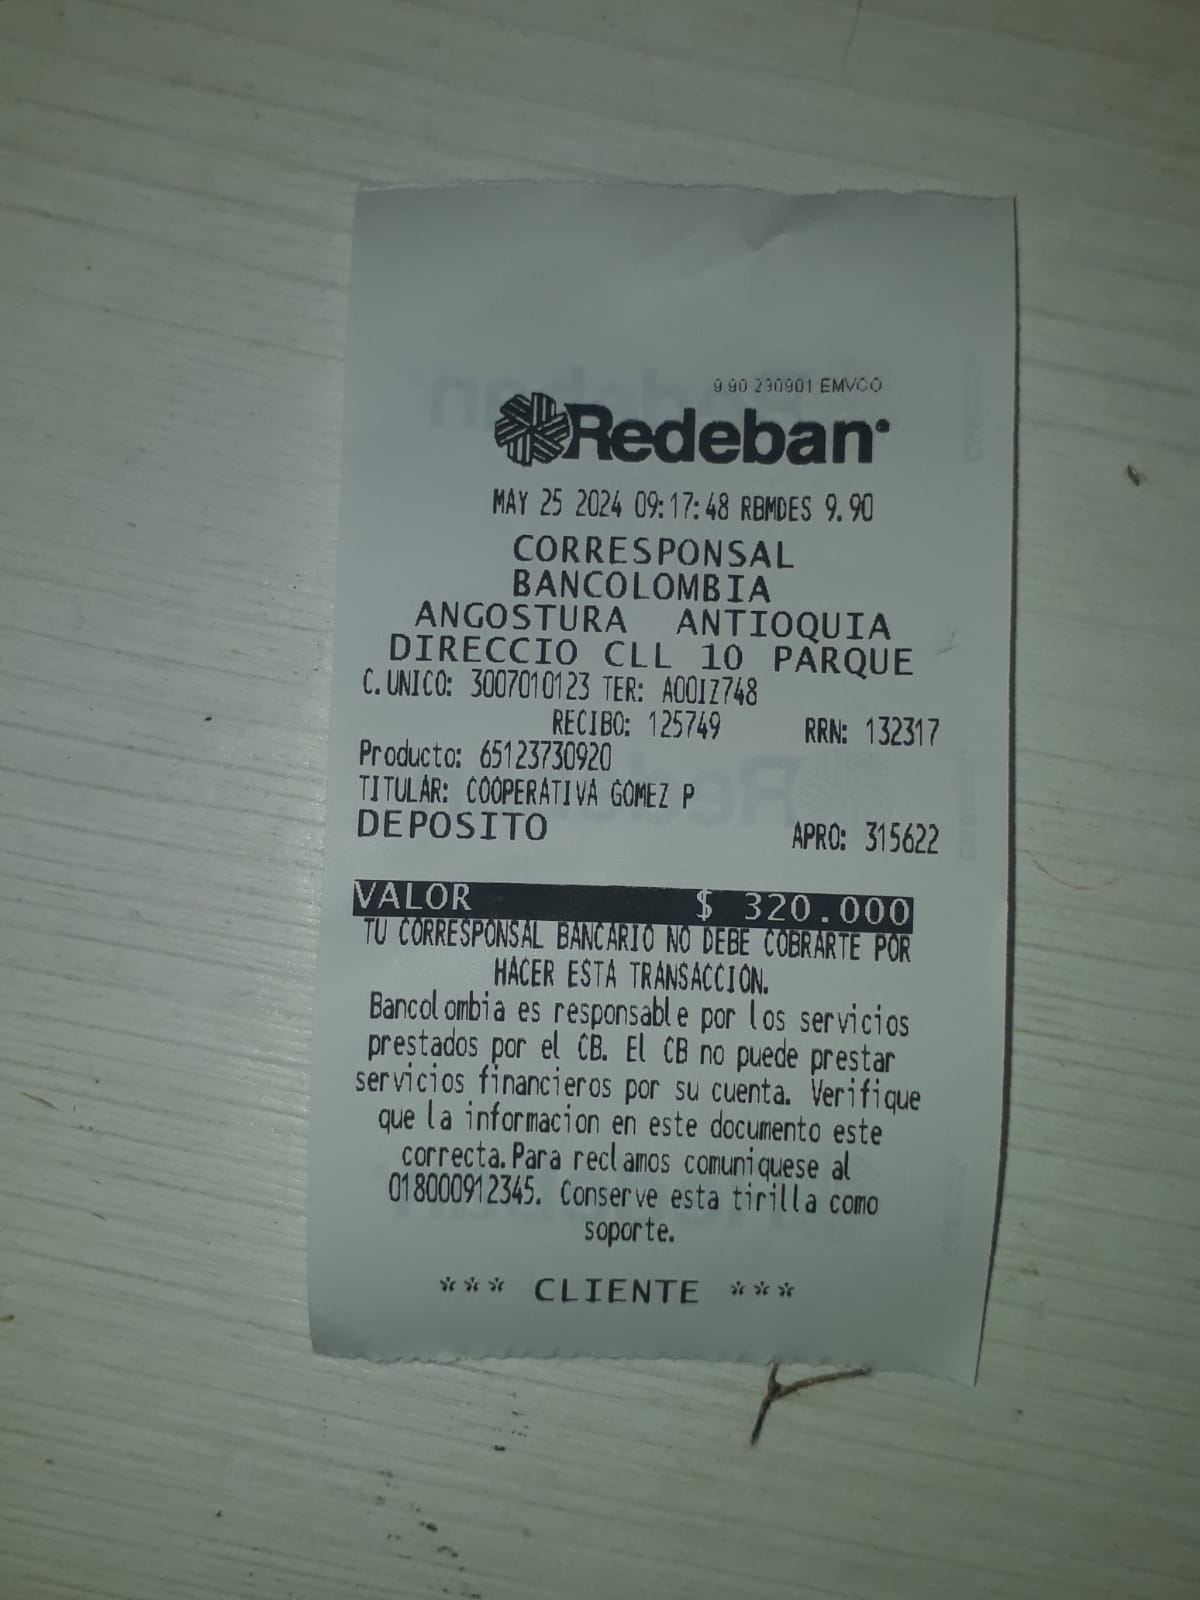 9.90 230901 EMVCO
Redeban
MAY 25 2024 09:17:48 RBMDES 9.90
CORRESPONSAL
BANCOLOMBIA
ANGOSTURA ANTIOQUIA
DIRECCIO CLL 10 PARQUE
C.UNICO: 3007010123 TER: A00IZ748
RECIBO: 125749 RRN: 132317
Producto: 65123730920
TITULAR: COOPERATIVA GOMEZ P
DEPOSITO APRO: 315622
VALOR $ 320.000
TU CORRESPONSAL BANCARIO NO DEBE COBRARTE POR
HACER ESTA TRANSACCION.
Bancolombia es responsable por los servicios
prestados por el CB. El CB no puede prestar
servicios financieros por su cuenta. Verifique
que la informacion en este documento este
correcta.Para reclamos comuniquese al
018000912345. Conserve esta tirilla como
soporte.
*** CLIENTE ***